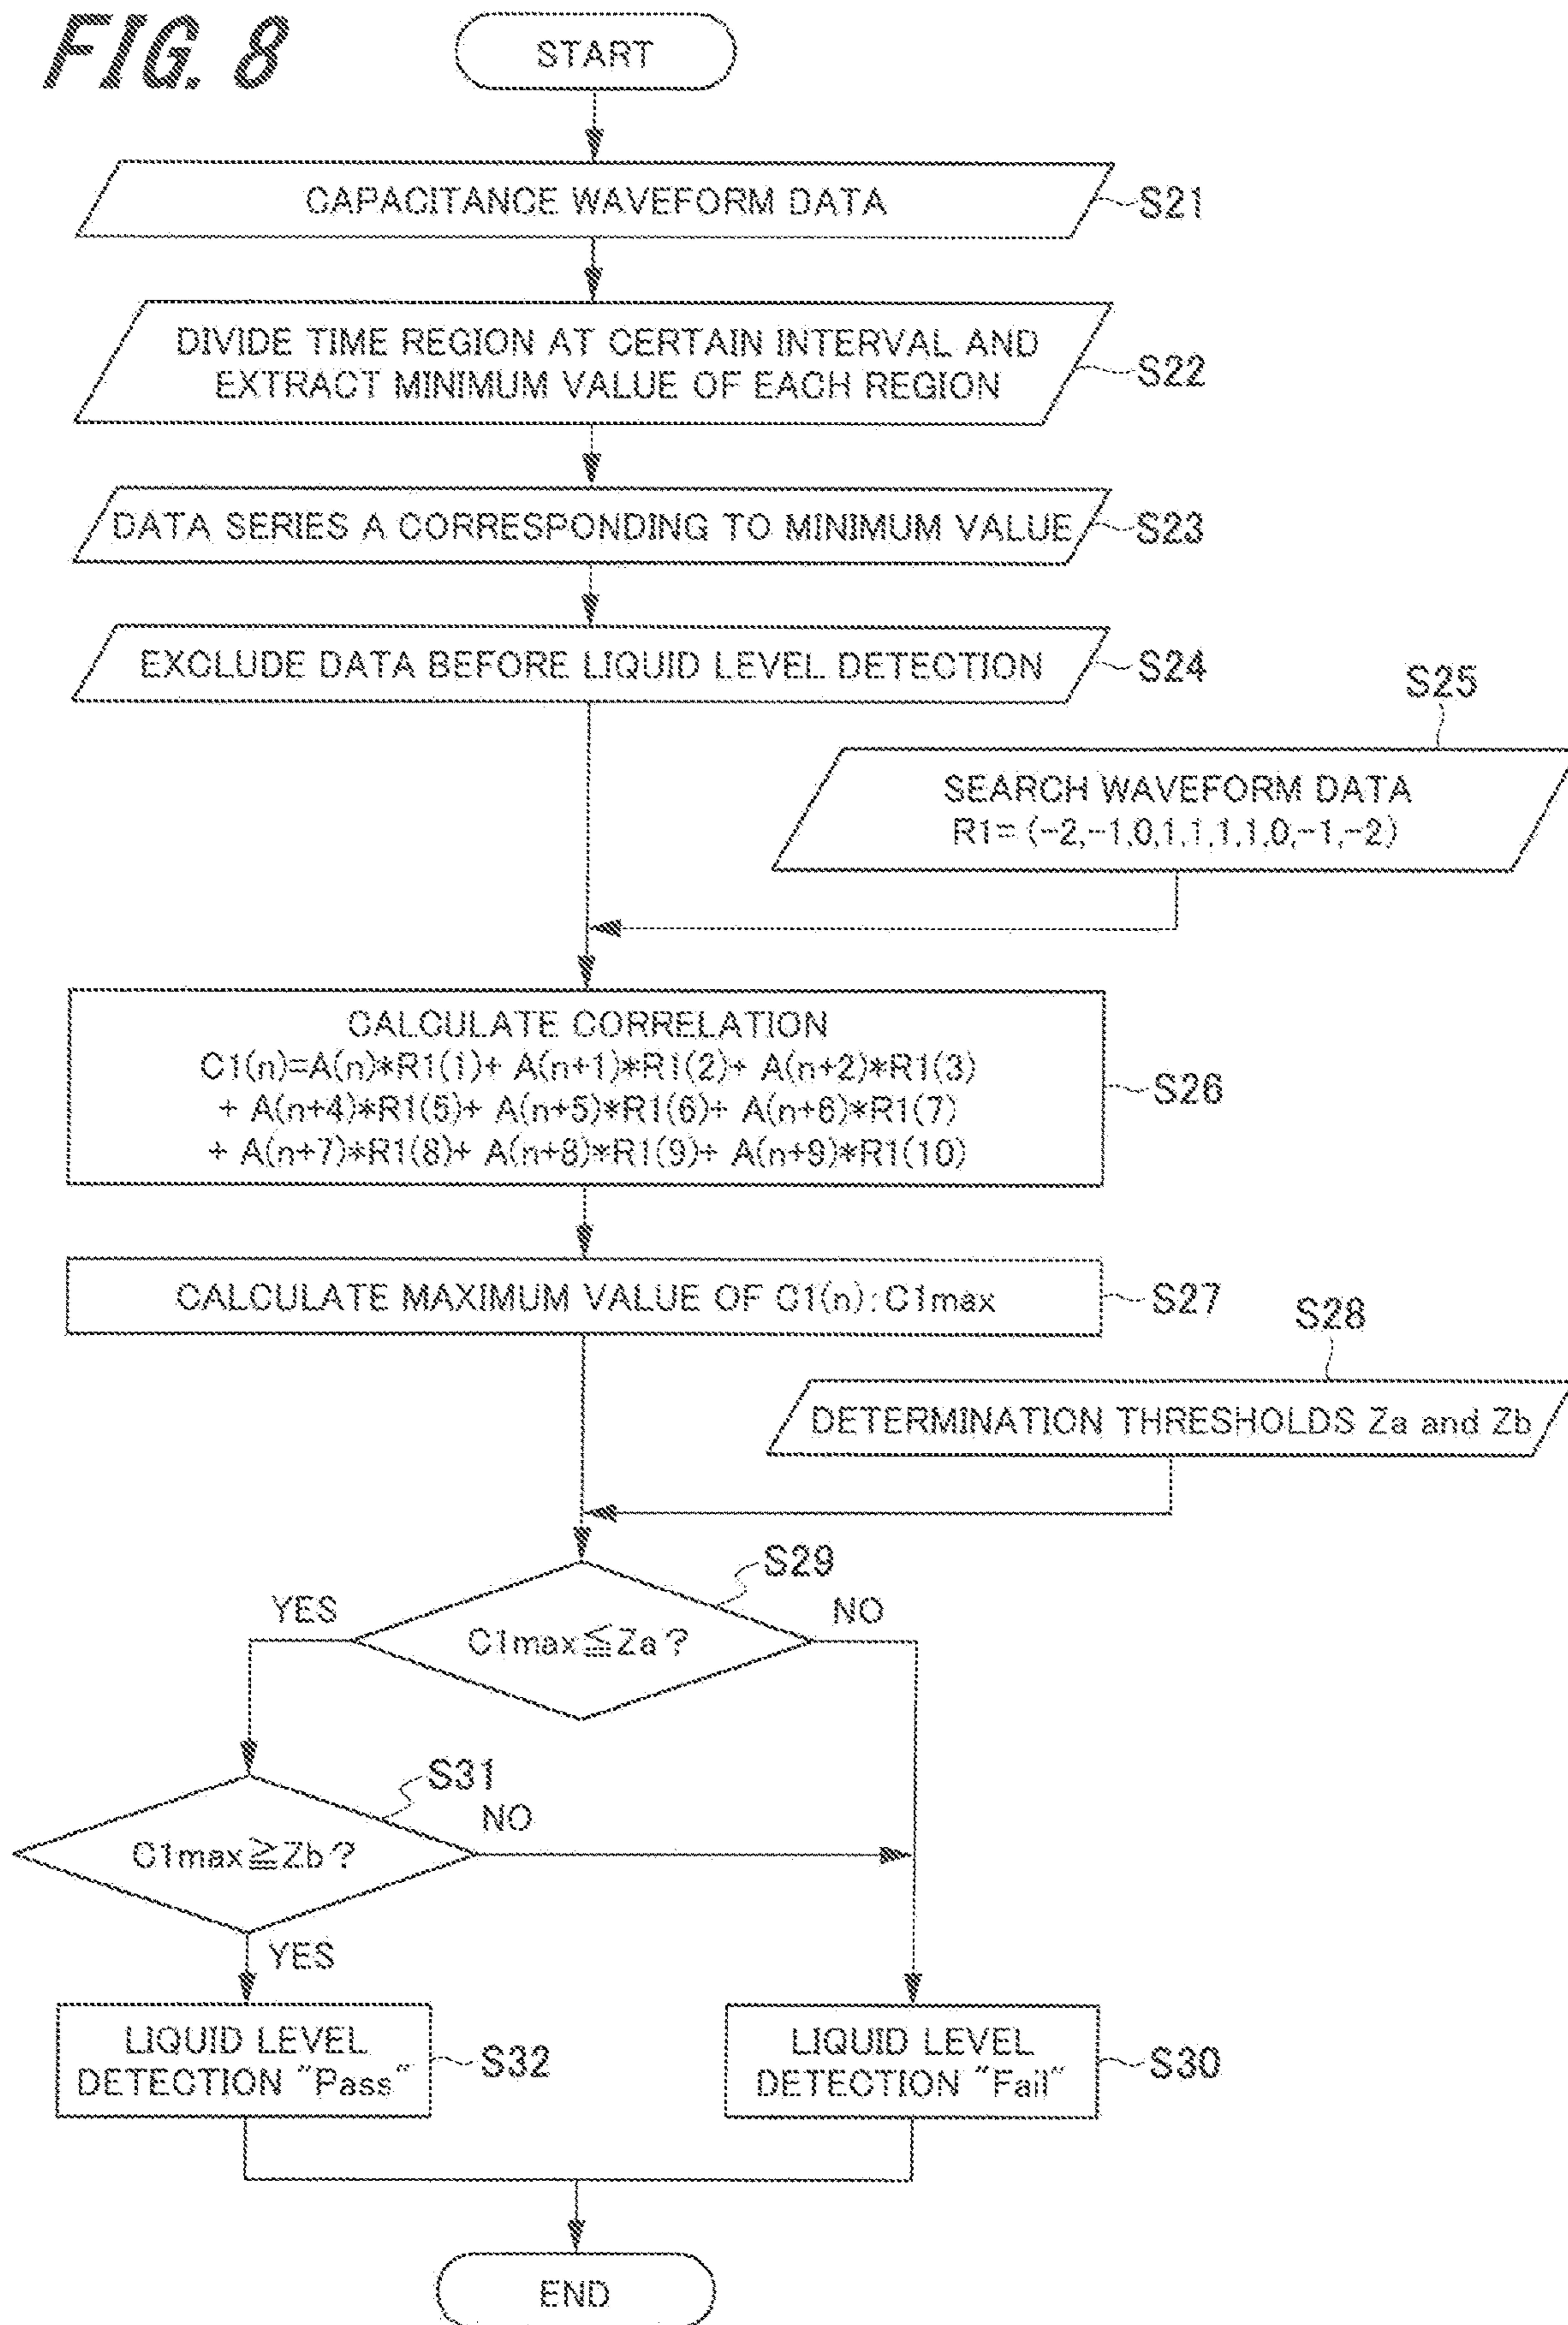 FIG. 8
START
CAPACITANCE WAVEFORM DATA
S21
DIVIDE TIME REGION AT CERTAIN INTERVAL AND
EXTRACT MINIMUM VALUE OF EACH REGION
S22
DATA SERIES A CORRESPONDING TO MINIMUM VALUE
S23
EXCLUDE DATA BEFORE LIQUID LEVEL DETECTION
S24
S25
SEARCH WAVEFORM DATA
R1= (-2,-1,0,1,1,1,1,0,-1,-2)
CALCULATE CORRELATION
C1(n)=A(n)*R1(1)+ A(n+1)*R1(2)+ A(n+2)*R1(3)
+ A(n+4)*R1(5)+ A(n+5)*R1(6)+ A(n+6)*R1(7)
+ A(n+7)*R1(8)+ A(n+8)*R1(9)+ A(n+9)*R1(10)
S26
CALCULATE MAXIMUM VALUE OF C1(n):C1max
S27
S28
DETERMINATION THRESHOLDS Za and Zb
S29
YES
NO
C1max≦Za?
S31
NO
C1max≧Zb?
YES
LIQUID LEVEL
DETECTION "Pass"
S32
LIQUID LEVEL
DETECTION "Fail"
S30
END